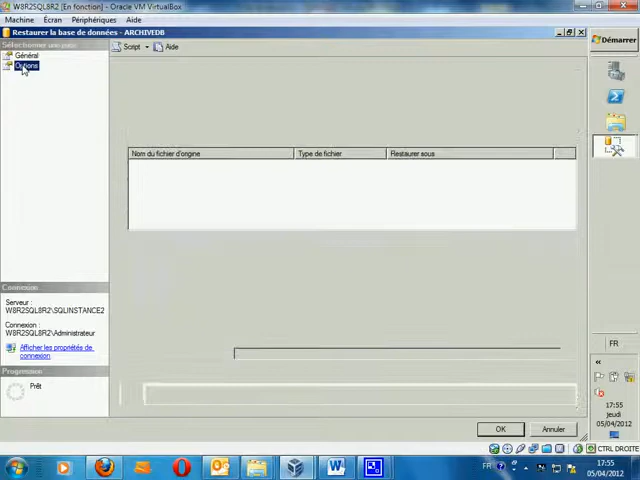 W8R2SQL8R2 [En fonction] - Oracle VM VirtualBox
Machine Écran Périphériques Aide
Restaurer la base de données - ARCHIVEDB
Sélectionner une page
Script Aide
Général
Options
Démarrer
Nom du fichier d'origine Type de fichier Restaurer sous
Connexion
Serveur :
W8R2SQL8R2\SQLINSTANCE2
Connexion :
W8R2SQL8R2\Administrateur
Afficher les propriétés de
connexion
Progression
Prêt
FR
17:55
jeudi
05/04/2012
OK Annuler
CTRL DROITE
FR
17:55
05/04/2012